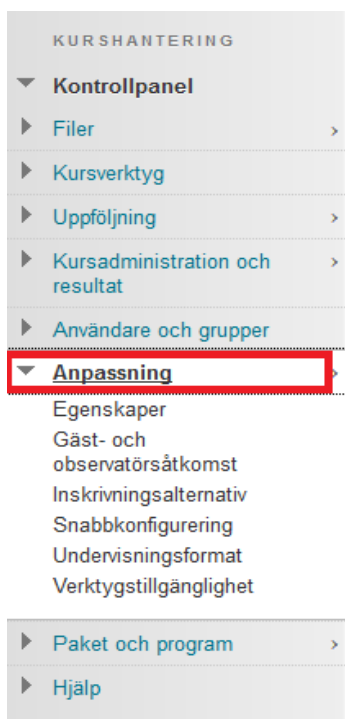 KURSHANTERING
Kontrollpanel
Filer
Kursverktyg
Uppföljning
Kursadministration och
resultat
Användare och grupper
Anpassning
Egenskaper
Gäst- och
observatörsåtkomst
Inskrivningsalternativ
Snabbkonfigurering
Undervisningsformat
Verktygstillgänglighet
Paket och program
Hjälp